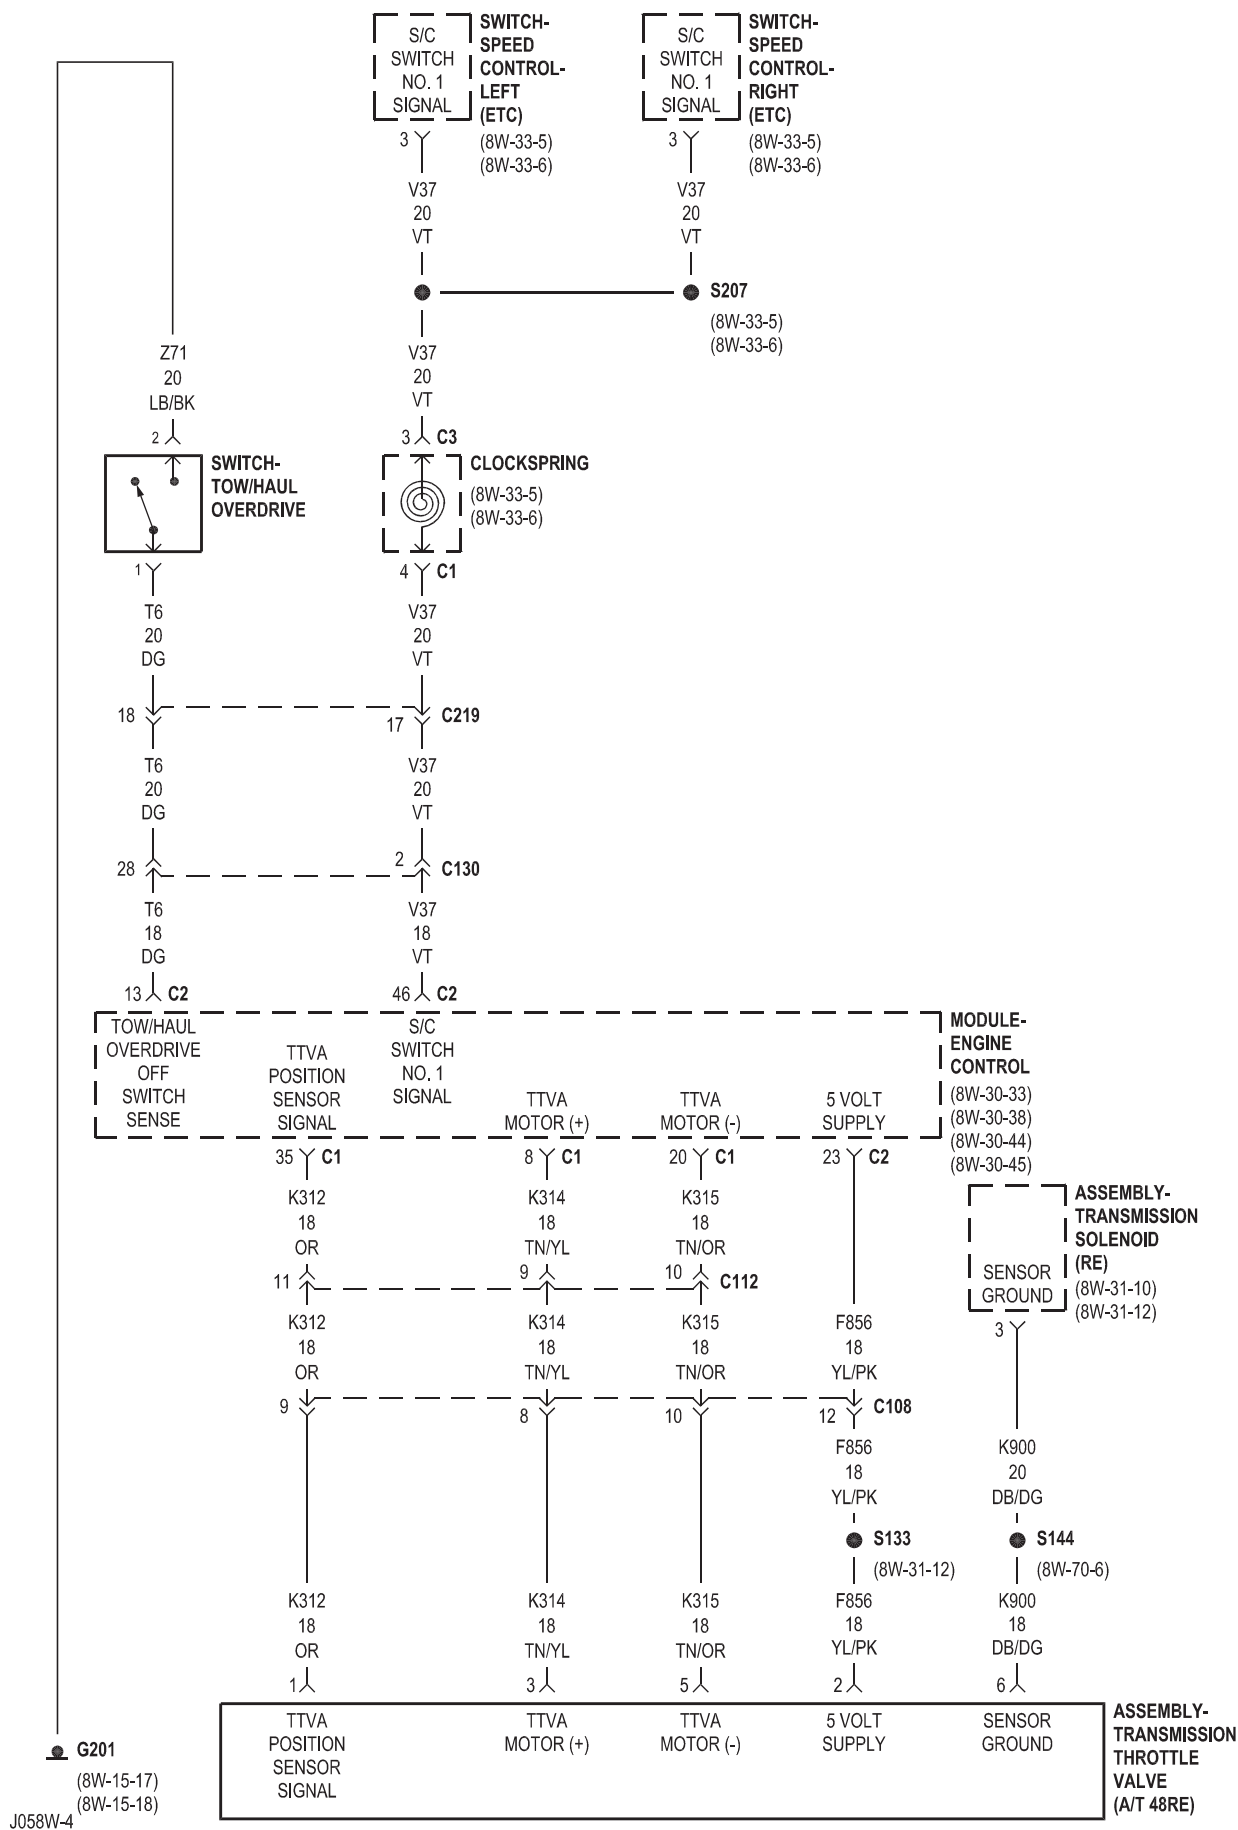 S/C
SWITCH
NO. 1
SIGNAL
SWITCH-
SPEED
CONTROL-
LEFT
(ETC)
(8W-33-5)
(8W-33-6)
S/C
SWITCH
NO. 1
SIGNAL
SWITCH-
SPEED
CONTROL-
RIGHT
(ETC)
(8W-33-5)
(8W-33-6)
3
3
V37
20
VT
V37
20
VT
S207
(8W-33-5)
(8W-33-6)
Z71
20
LB/BK
V37
20
VT
2
3
C3
SWITCH-
TOW/HAUL
OVERDRIVE
CLOCKSPRING
(8W-33-5)
(8W-33-6)
1
4
C1
T6
20
DG
V37
20
VT
18
17
C219
T6
20
DG
V37
20
VT
28
2
C130
T6
18
DG
V37
18
VT
13
C2
46
C2
TOW/HAUL
OVERDRIVE
OFF
SWITCH
SENSE
TTVA
POSITION
SENSOR
SIGNAL
S/C
SWITCH
NO. 1
SIGNAL
TTVA
MOTOR (+)
TTVA
MOTOR (-)
5 VOLT
SUPPLY
MODULE-
ENGINE
CONTROL
(8W-30-33)
(8W-30-38)
(8W-30-44)
(8W-30-45)
35
C1
8
C1
20
C1
23
C2
K312
18
OR
K314
18
TN/YL
K315
18
TN/OR
ASSEMBLY-
TRANSMISSION
SOLENOID
(RE)
(8W-31-10)
(8W-31-12)
SENSOR
GROUND
11
9
10
C112
3
K312
18
OR
K314
18
TN/YL
K315
18
TN/OR
F856
18
YL/PK
9
8
10
12
C108
F856
18
YL/PK
K900
20
DB/DG
S133
(8W-31-12)
S144
(8W-70-6)
K312
18
OR
K314
18
TN/YL
K315
18
TN/OR
F856
18
YL/PK
K900
18
DB/DG
1
3
5
2
6
TTVA
POSITION
SENSOR
SIGNAL
TTVA
MOTOR (+)
TTVA
MOTOR (-)
5 VOLT
SUPPLY
SENSOR
GROUND
ASSEMBLY-
TRANSMISSION
THROTTLE
VALVE
(A/T 48RE)
G201
(8W-15-17)
(8W-15-18)
J058W-4